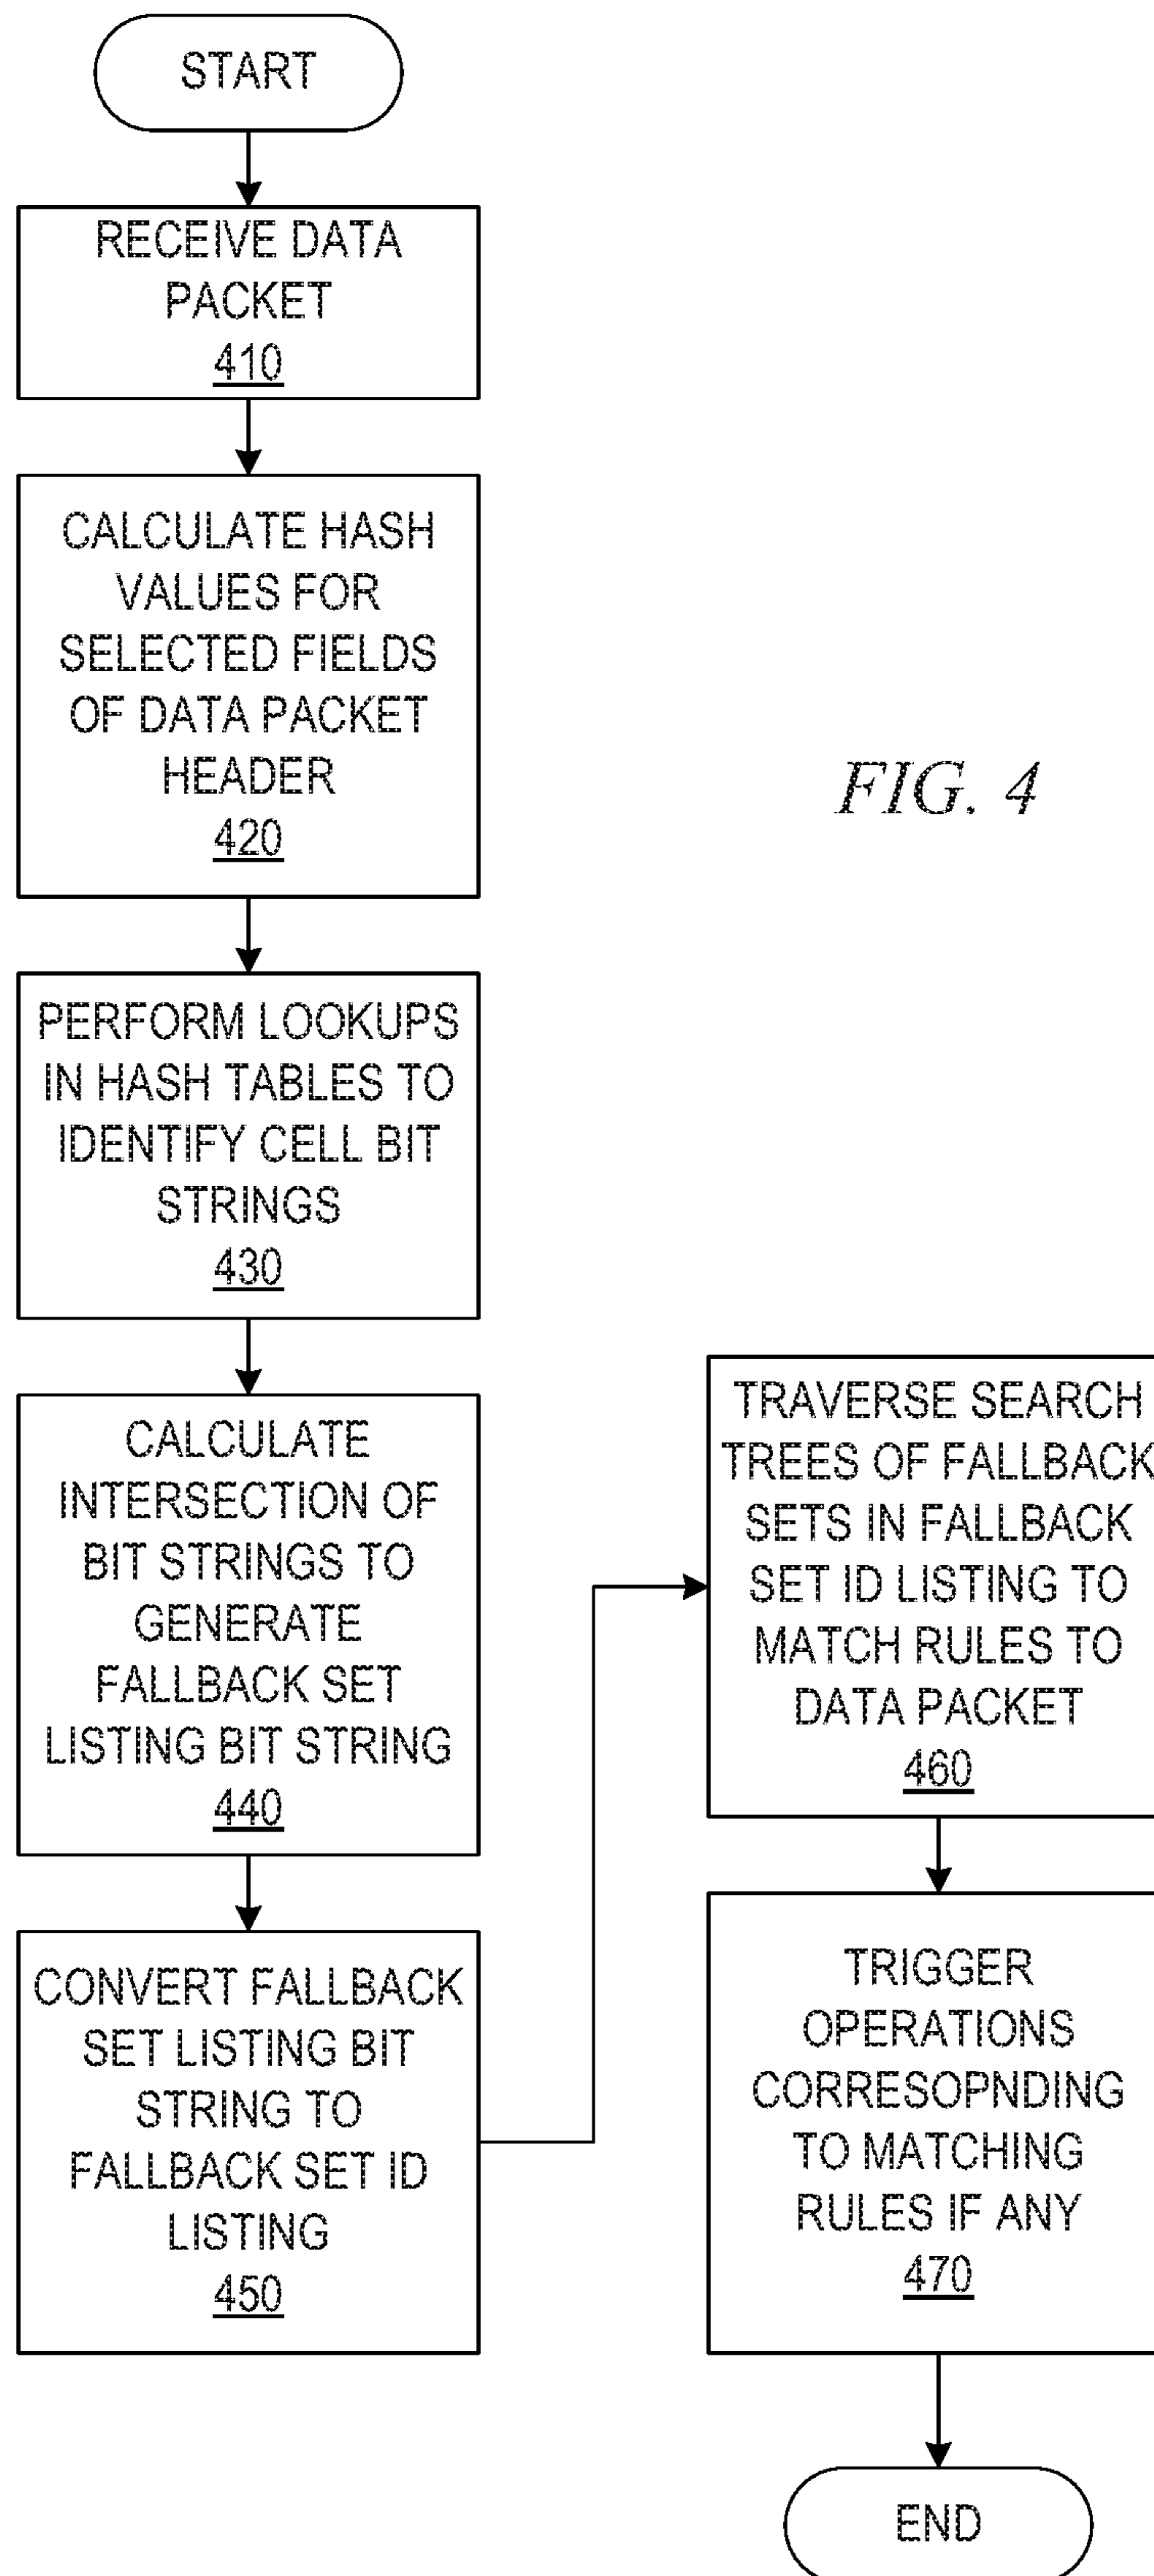 START
RECEIVE DATA
PACKET
410
CALCULATE HASH
VALUES FOR
SELECTED FIELDS
OF DATA PACKET
HEADER
420
PERFORM LOOKUPS
IN HASH TABLES TO
IDENTIFY CELL BIT
STRINGS
430
CALCULATE
INTERSECTION OF
BIT STRINGS TO
GENERATE
FALLBACK SET
LISTING BIT STRING
440
CONVERT FALLBACK
SET LISTING BIT
STRING TO
FALLBACK SET ID
LISTING
450
TRAVERSE SEARCH
TREES OF FALLBACK
SETS IN FALLBACK
SET ID LISTING TO
MATCH RULES TO
DATA PACKET
460
TRIGGER
OPERATIONS
CORRESOPNDING
TO MATCHING
RULES IF ANY
470
END
FIG. 4